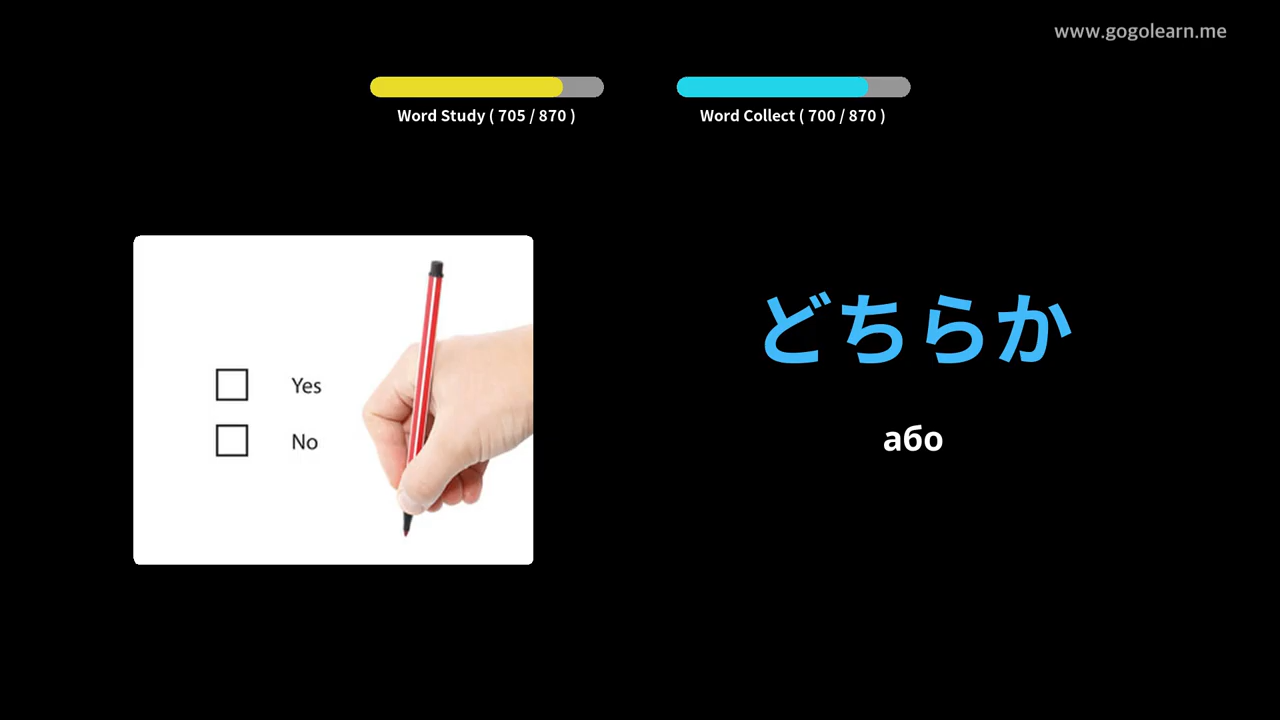 www.gogolearn.me
Word Study ( 705 / 870 )
Word Collect ( 700 / 870 )
Yes
No
どちらか
або